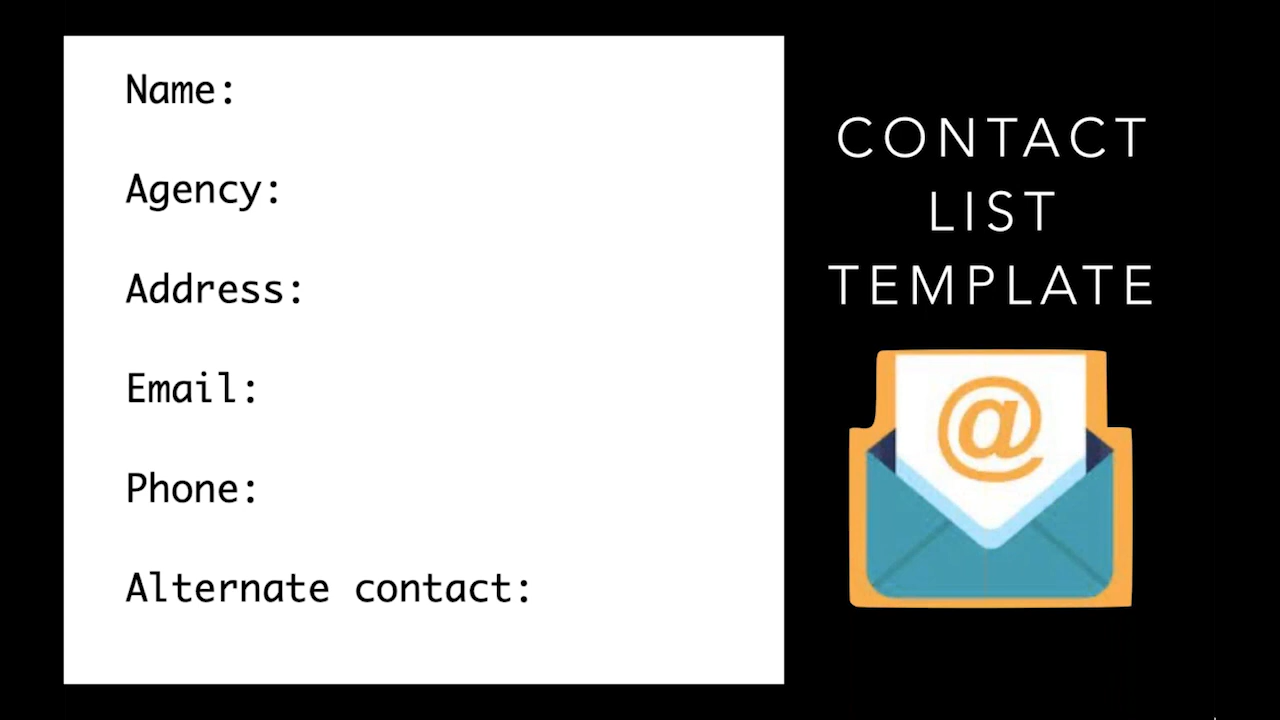 Name:
Agency:
Address:
Email:
Phone:
Alternate contact:
CONTACT
LIST
TEMPLATE
@